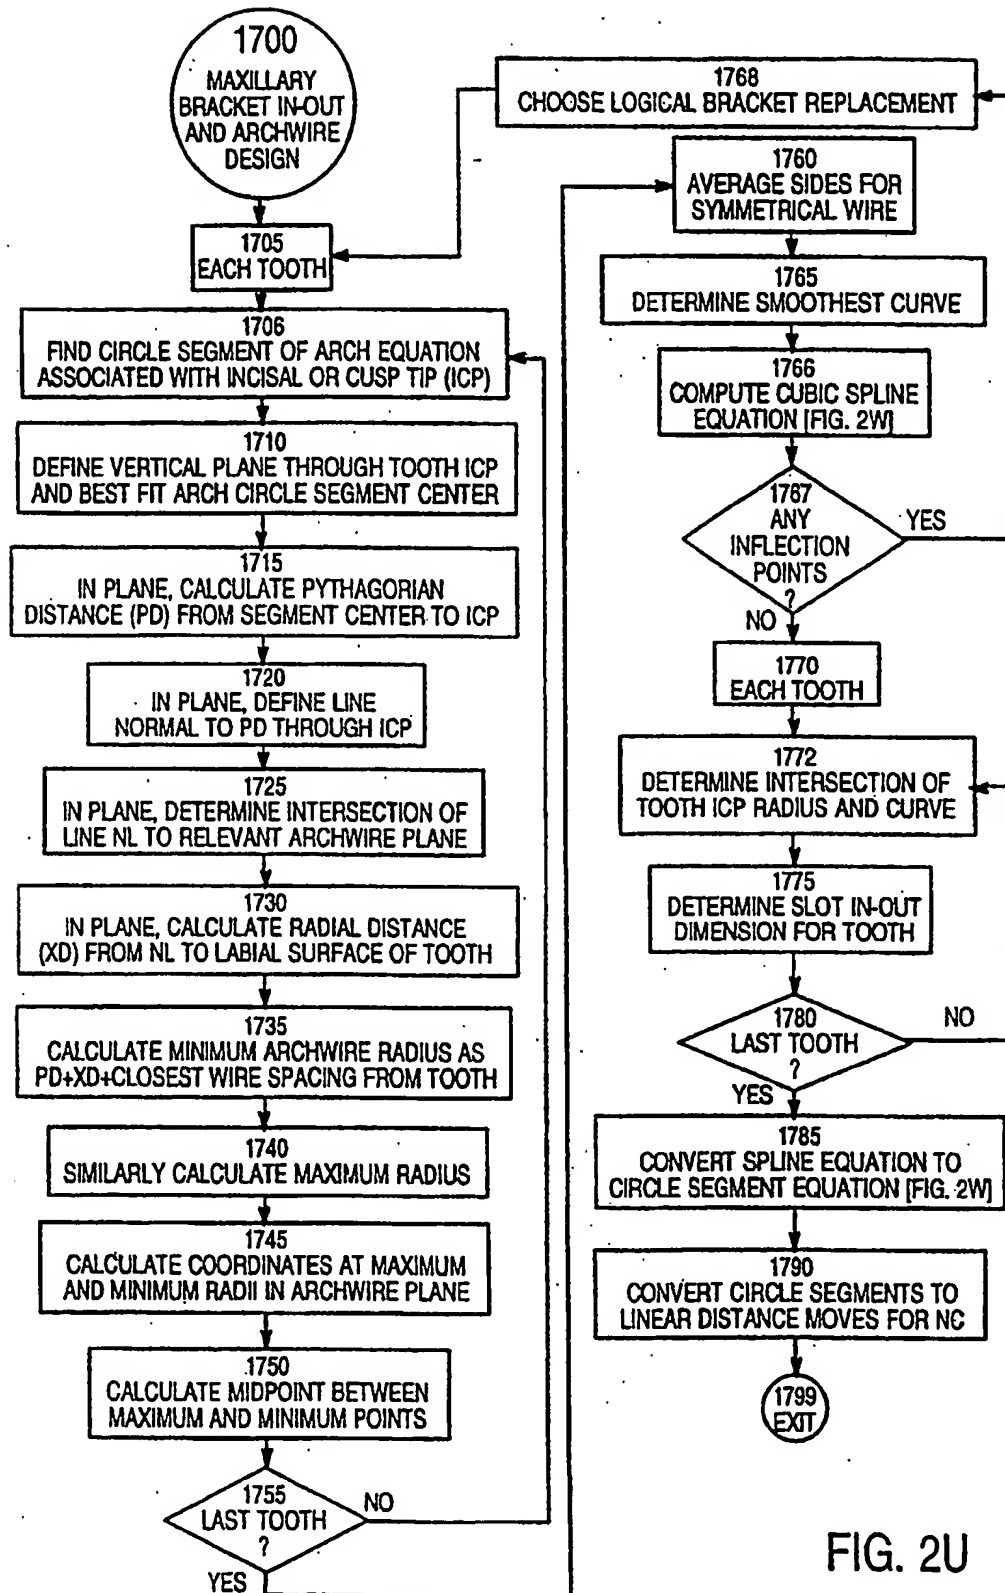 1700
MAXILLARY
BRACKET IN-OUT
AND ARCHWIRE
DESIGN
1705
EACH TOOTH
1706
FIND CIRCLE SEGMENT OF ARCH EQUATION
ASSOCIATED WITH INCISAL OR CUSP TIP (ICP)
1710
DEFINE VERTICAL PLANE THROUGH TOOTH ICP
AND BEST FIT ARCH CIRCLE SEGMENT CENTER
1715
IN PLANE, CALCULATE PYTHAGORIAN
DISTANCE (PD) FROM SEGMENT CENTER TO ICP
1720
IN PLANE, DEFINE LINE
NORMAL TO PD THROUGH ICP
1725
IN PLANE, DETERMINE INTERSECTION OF
LINE NL TO RELEVANT ARCHWIRE PLANE
1730
IN PLANE, CALCULATE RADIAL DISTANCE
(XD) FROM NL TO LABIAL SURFACE OF TOOTH
1735
CALCULATE MINIMUM ARCHWIRE RADIUS AS
PD+XD+CLOSEST WIRE SPACING FROM TOOTH
1740
SIMILARLY CALCULATE MAXIMUM RADIUS
1745
CALCULATE COORDINATES AT MAXIMUM
AND MINIMUM RADII IN ARCHWIRE PLANE
1750
CALCULATE MIDPOINT BETWEEN
MAXIMUM AND MINIMUM POINTS
1755
LAST TOOTH
?
NO
YES
1768
CHOOSE LOGICAL BRACKET REPLACEMENT
1760
AVERAGE SIDES FOR
SYMMETRICAL WIRE
1765
DETERMINE SMOOTHEST CURVE
1766
COMPUTE CUBIC SPLINE
EQUATION [FIG. 2W]
1767
ANY
INFLECTION
POINTS
?
YES
NO
1770
EACH TOOTH
1772
DETERMINE INTERSECTION OF
TOOTH ICP RADIUS AND CURVE
1775
DETERMINE SLOT IN-OUT
DIMENSION FOR TOOTH
1780
LAST TOOTH
?
NO
YES
1785
CONVERT SPLINE EQUATION TO
CIRCLE SEGMENT EQUATION [FIG. 2W]
1790
CONVERT CIRCLE SEGMENTS TO
LINEAR DISTANCE MOVES FOR NC
1799
EXIT
FIG. 2U